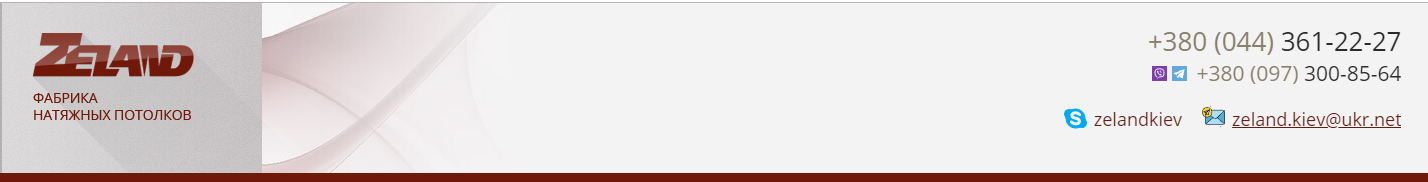 ZELAND
ФАБРИКА
НАТЯЖНЫХ ПОТОЛКОВ
+380 (044) 361-22-27
+380 (097) 300-85-64
zelandkiev zeland.kiev@ukr.net